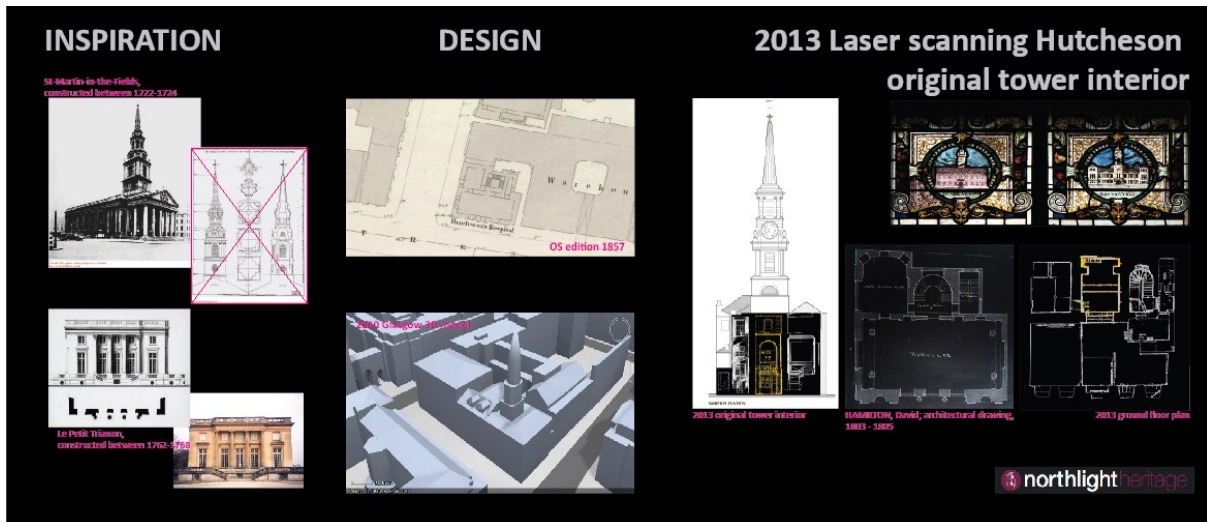 INSPIRATION
St-Martin-in-the-Fields,
constructed between 1722-1724
Le Petit Trianon,
constructed between 1762-1768
DESIGN
Warehou
Hutcheson's Hospital
OS edition 1857
2010 Glasgow 3D model
2013 Laser scanning Hutcheson
original tower interior
2013 original tower interior
HAMILTON, David; architectural drawing,
1803 - 1805
2013 ground floor plan
northlightheritage